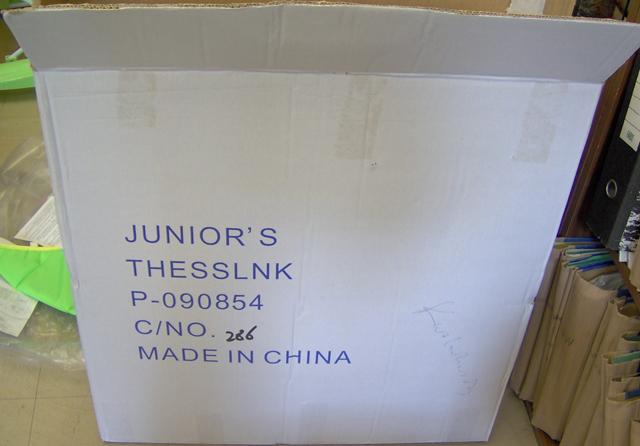 JUNIOR'S
THESSLNK
P-090854
C/NO. 286
MADE IN CHINA